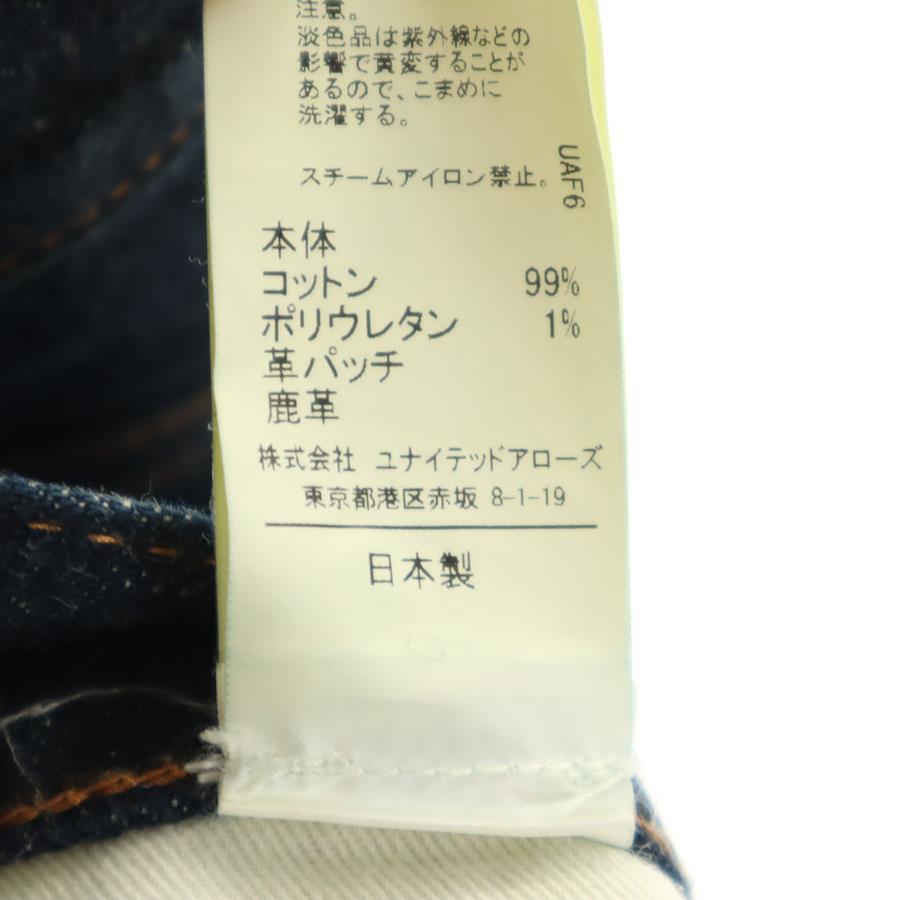 注意。
淡色品は紫外線などの
影響で黄変することが
あるので、こまめに
洗濯する。
スチームアイロン禁止。
UAF6
本体
コットン 99%
ポリウレタン 1%
革パッチ
鹿革
株式会社 ユナイテッドアローズ
東京都港区赤坂 8-1-19
日本製